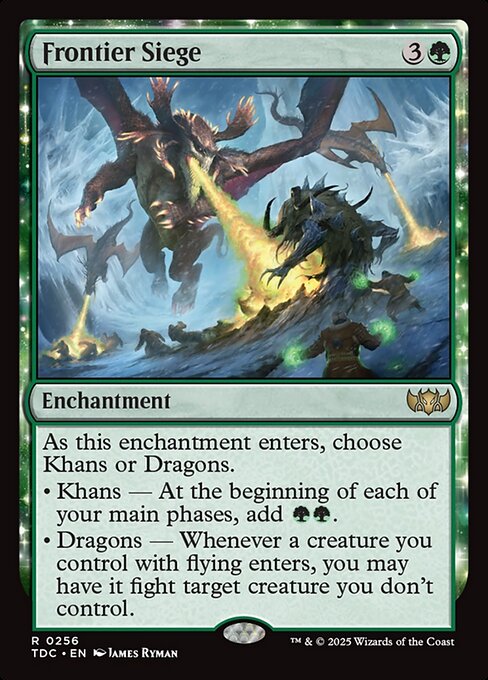 Frontier Siege 3
Enchantment
As this enchantment enters, choose
Khans or Dragons.
• Khans — At the beginning of each of
your main phases, add .
• Dragons — Whenever a creature you
control with flying enters, you may
have it fight target creature you don't
control.
R 0256 ™ & © 2025 Wizards of the Coast
TDC • EN JAMES RYMAN